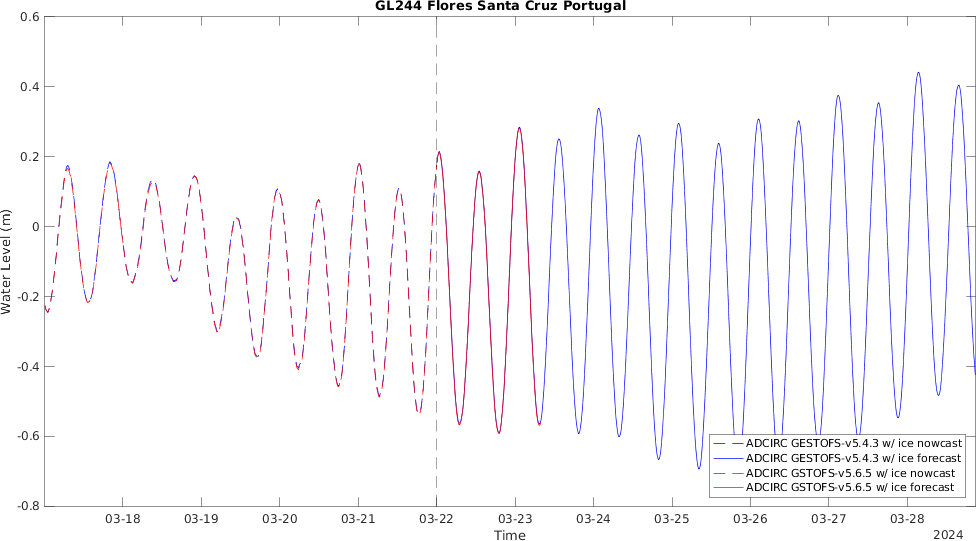 GL244 Flores Santa Cruz Portugal
0.6
0.4
0.2
0
-0.2
-0.4
-0.6
-0.8
Water Level (m)
ADCIRC GESTOFS-v5.4.3 w/ ice nowcast
ADCIRC GESTOFS-v5.4.3 w/ ice forecast
ADCIRC GSTOFS-v5.6.5 w/ ice nowcast
ADCIRC GSTOFS-v5.6.5 w/ ice forecast
03-18 03-19 03-20 03-21 03-22 03-23 03-24 03-25 03-26 03-27 03-28
Time
2024